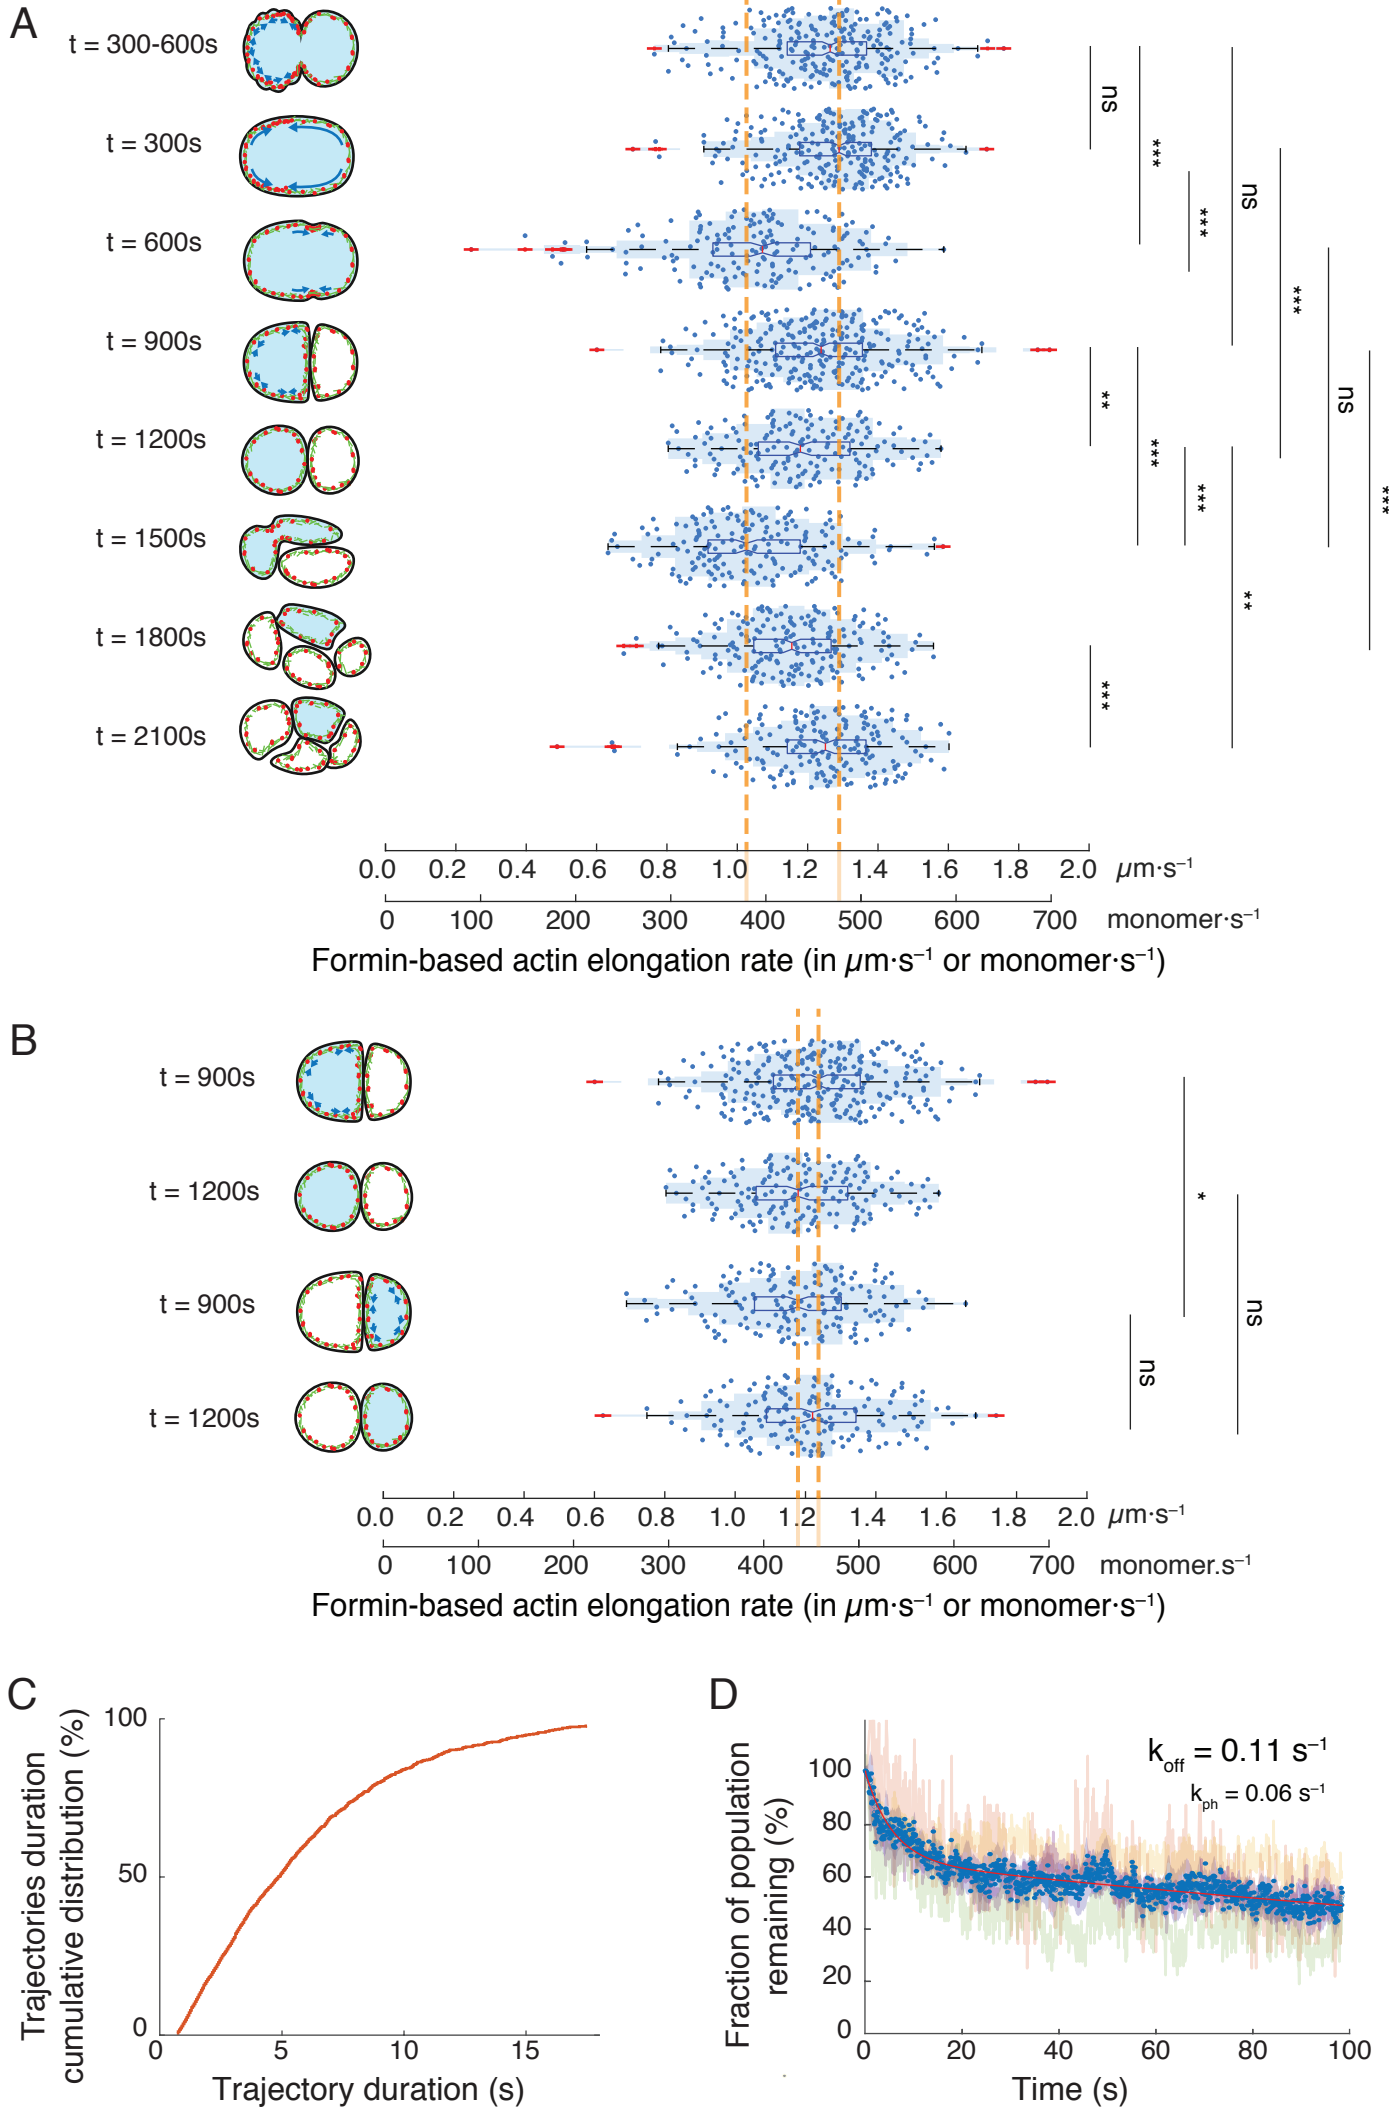 A
t = 300-600s
t = 300s
t = 600s
t = 900s
t = 1200s
t = 1500s
t = 1800s
t = 2100s
ns
***
***
ns
***
ns
***
**
***
***
**
***
0.0 0.2 0.4 0.6 0.8 1.0 1.2 1.4 1.6 1.8 2.0 µm·s⁻¹
0 100 200 300 400 500 600 700 monomer·s⁻¹
Formin-based actin elongation rate (in µm·s⁻¹ or monomer·s⁻¹)
B
t = 900s
t = 1200s
t = 900s
t = 1200s
*
ns
ns
0.0 0.2 0.4 0.6 0.8 1.0 1.2 1.4 1.6 1.8 2.0 µm·s⁻¹
0 100 200 300 400 500 600 700 monomer.s⁻¹
Formin-based actin elongation rate (in µm·s⁻¹ or monomer·s⁻¹)
C
Trajectories duration
cumulative distribution (%)
100
50
0
0 5 10 15
Trajectory duration (s)
D
Fraction of population
remaining (%)
k_off = 0.11 s⁻¹
k_ph = 0.06 s⁻¹
100
80
60
40
20
0
0 20 40 60 80 100
Time (s)